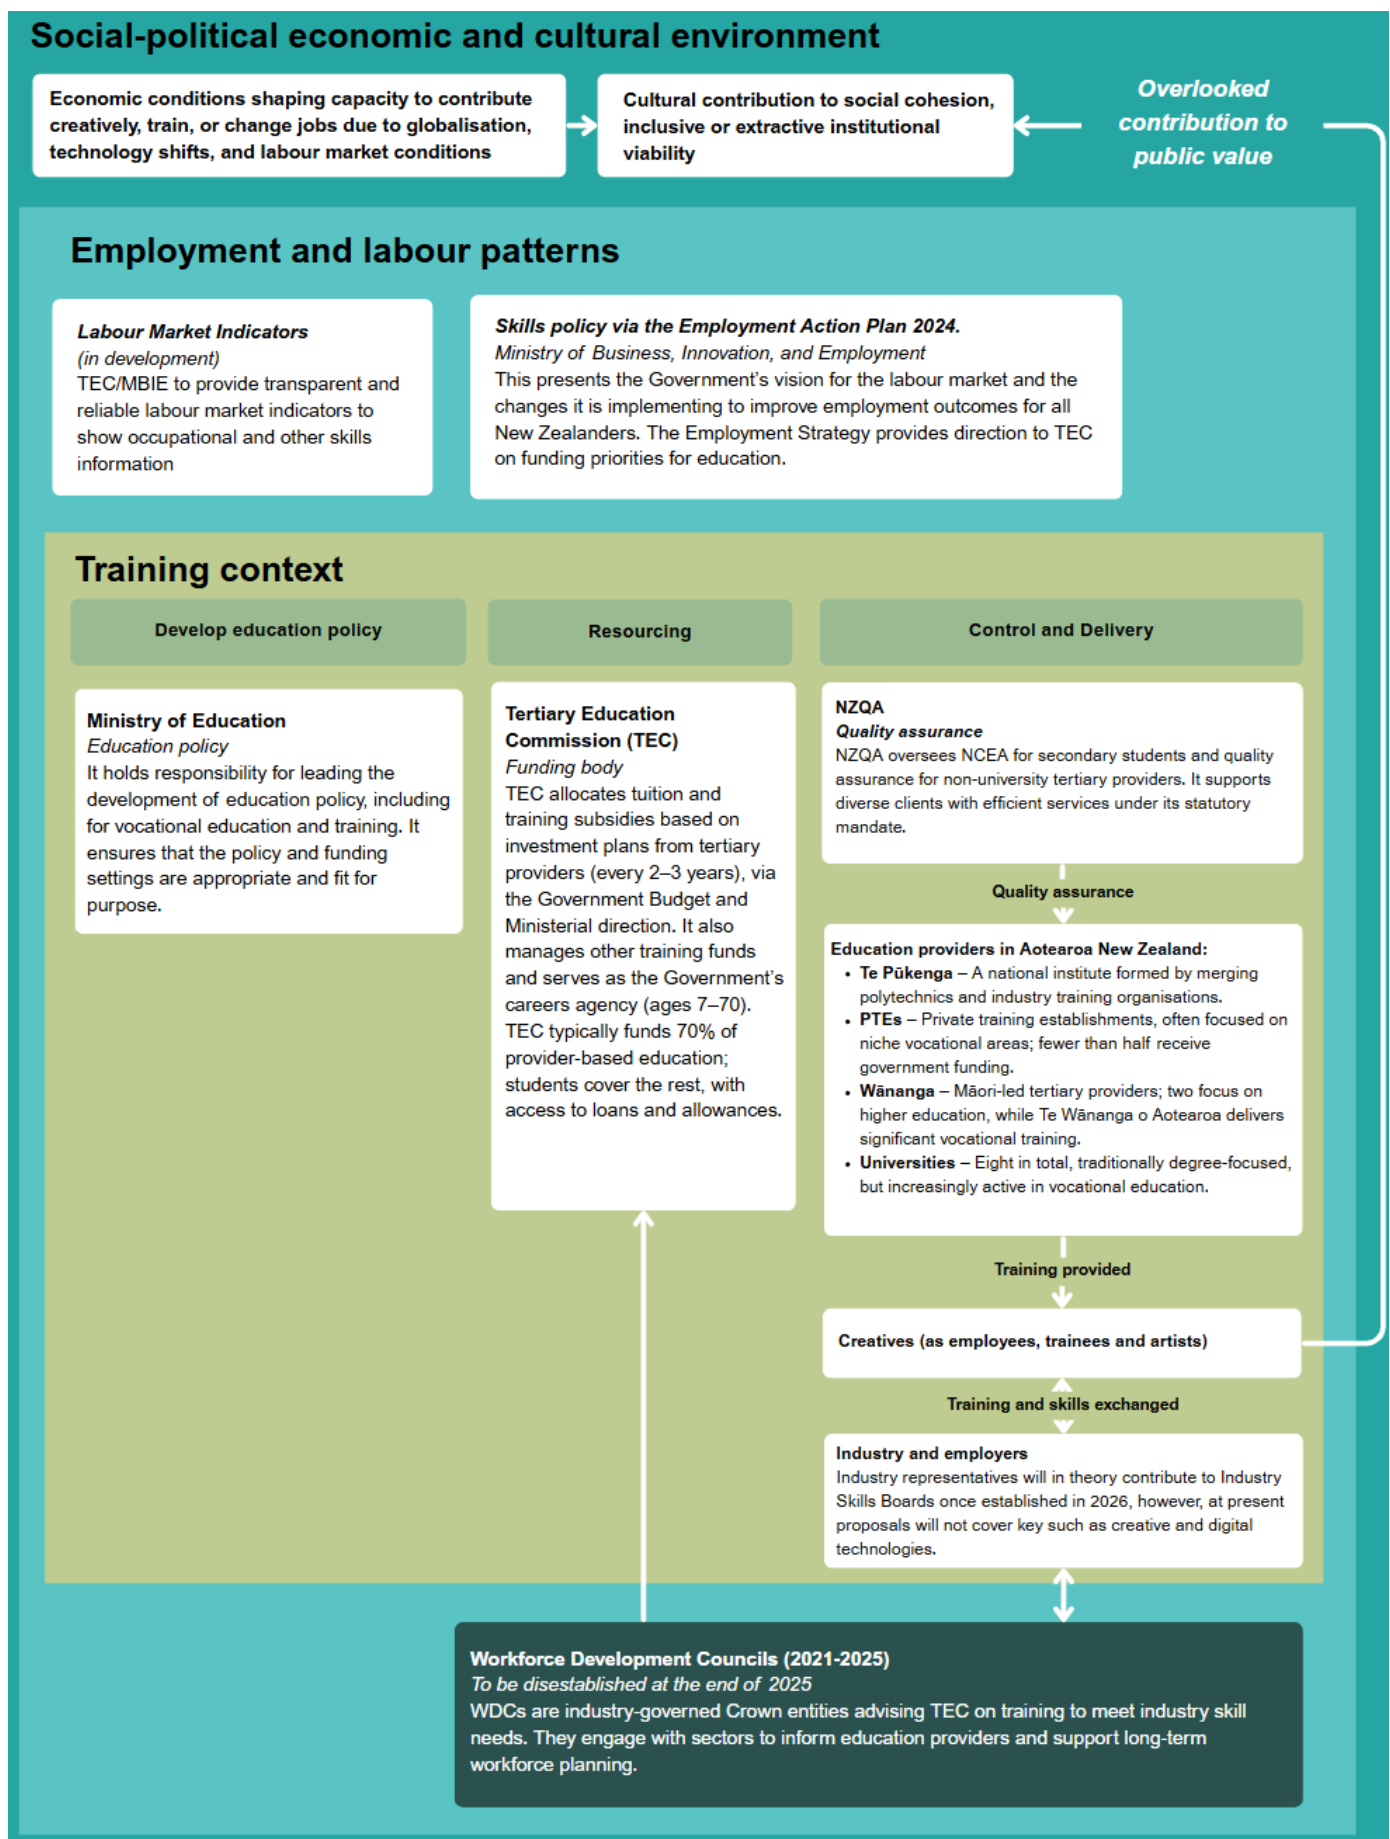 Social-political economic and cultural environment
Economic conditions shaping capacity to contribute
creatively, train, or change jobs due to globalisation,
technology shifts, and labour market conditions
Cultural contribution to social cohesion,
inclusive or extractive institutional
viability
Overlooked
contribution to
public value
Employment and labour patterns
Labour Market Indicators
(in development)
TEC/MBIE to provide transparent and
reliable labour market indicators to
show occupational and other skills
information
Skills policy via the Employment Action Plan 2024.
Ministry of Business, Innovation, and Employment
This presents the Government's vision for the labour market and the
changes it is implementing to improve employment outcomes for all
New Zealanders. The Employment Strategy provides direction to TEC
on funding priorities for education.
Training context
Develop education policy
Resourcing
Control and Delivery
Ministry of Education
Education policy
It holds responsibility for leading the
development of education policy, including
for vocational education and training. It
ensures that the policy and funding
settings are appropriate and fit for
purpose.
Tertiary Education
Commission (TEC)
Funding body
TEC allocates tuition and
training subsidies based on
investment plans from tertiary
providers (every 2–3 years), via
the Government Budget and
Ministerial direction. It also
manages other training funds
and serves as the Government's
careers agency (ages 7–70).
TEC typically funds 70% of
provider-based education;
students cover the rest, with
access to loans and allowances.
NZQA
Quality assurance
NZQA oversees NCEA for secondary students and quality
assurance for non-university tertiary providers. It supports
diverse clients with efficient services under its statutory
mandate.
Quality assurance
Education providers in Aotearoa New Zealand:
• Te Pūkenga – A national institute formed by merging
polytechnics and industry training organisations.
• PTEs – Private training establishments, often focused on
niche vocational areas; fewer than half receive
government funding.
• Wānanga – Māori-led tertiary providers; two focus on
higher education, while Te Wānanga o Aotearoa delivers
significant vocational training.
• Universities – Eight in total, traditionally degree-focused,
but increasingly active in vocational education.
Training provided
Creatives (as employees, trainees and artists)
Training and skills exchanged
Industry and employers
Industry representatives will in theory contribute to Industry
Skills Boards once established in 2026, however, at present
proposals will not cover key such as creative and digital
technologies.
Workforce Development Councils (2021-2025)
To be disestablished at the end of 2025
WDCs are industry-governed Crown entities advising TEC on training to meet industry skill
needs. They engage with sectors to inform education providers and support long-term
workforce planning.